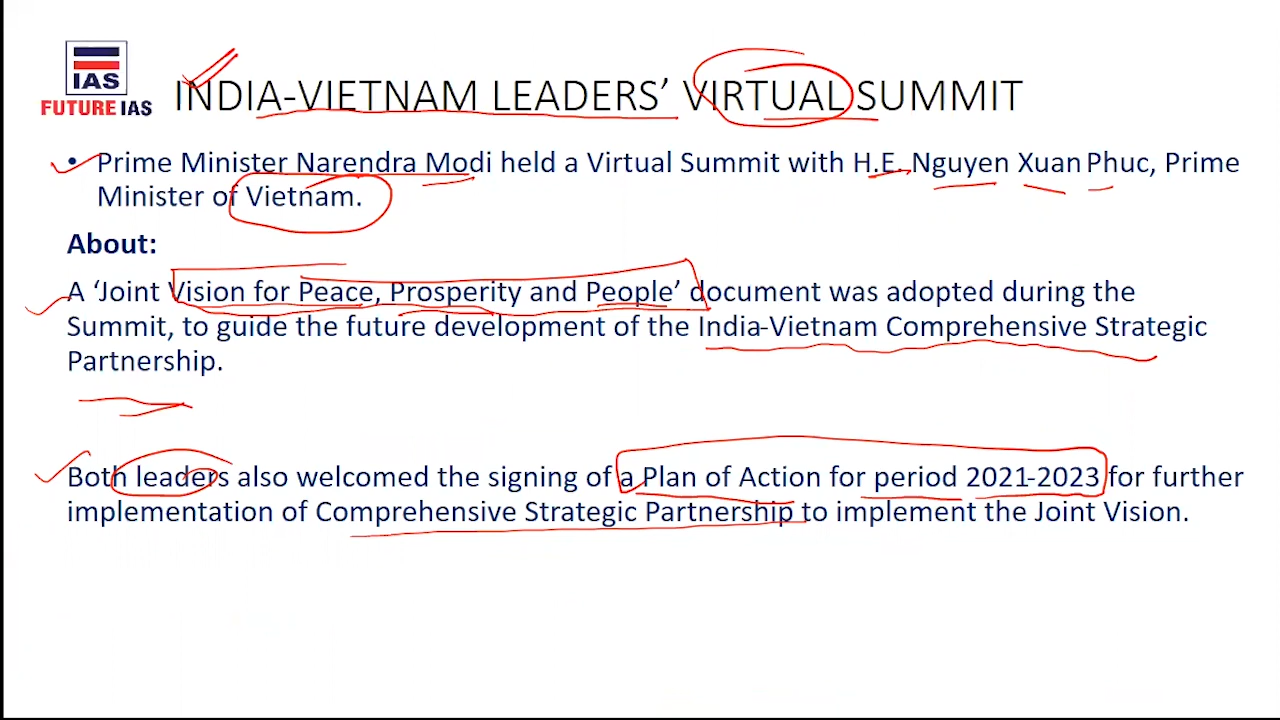 IAS
FUTURE IAS
INDIA-VIETNAM LEADERS’ VIRTUAL SUMMIT
• Prime Minister Narendra Modi held a Virtual Summit with H.E. Nguyen Xuan Phuc, Prime
Minister of Vietnam.
About:
A ‘Joint Vision for Peace, Prosperity and People’ document was adopted during the
Summit, to guide the future development of the India-Vietnam Comprehensive Strategic
Partnership.
Both leaders also welcomed the signing of a Plan of Action for period 2021-2023 for further
implementation of Comprehensive Strategic Partnership to implement the Joint Vision.